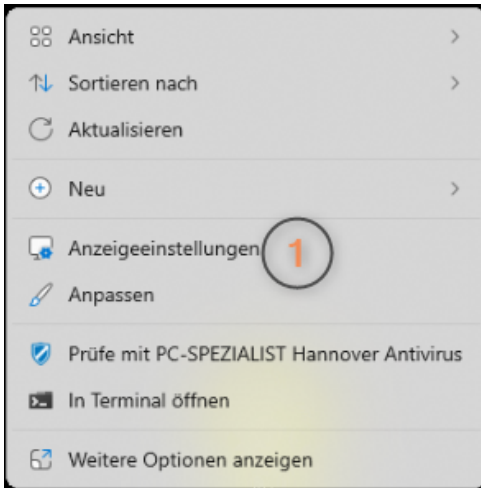 Ansicht
Sortieren nach
Aktualisieren
Neu
Anzeigeeinstellungen 1
Anpassen
Prüfe mit PC-SPEZIALIST Hannover Antivirus
In Terminal öffnen
Weitere Optionen anzeigen